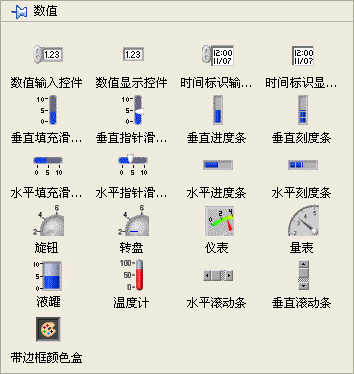 数值
1.23 1.23 12:00 11/07 12:00 11/07
数值输入控件 数值显示控件 时间标识输... 时间标识显...
10 5 0 10 5 0
垂直填充滑... 垂直指针滑... 垂直进度条 垂直刻度条
0 5 10 0 5 10
水平填充滑... 水平指针滑... 水平进度条 水平刻度条
2 4 6 2 4 6 0 2 4 2 4 6
旋钮 转盘 仪表 量表
10 5 0 100 50 0
液罐 温度计 水平滚动条 垂直滚动条
带边框颜色盒